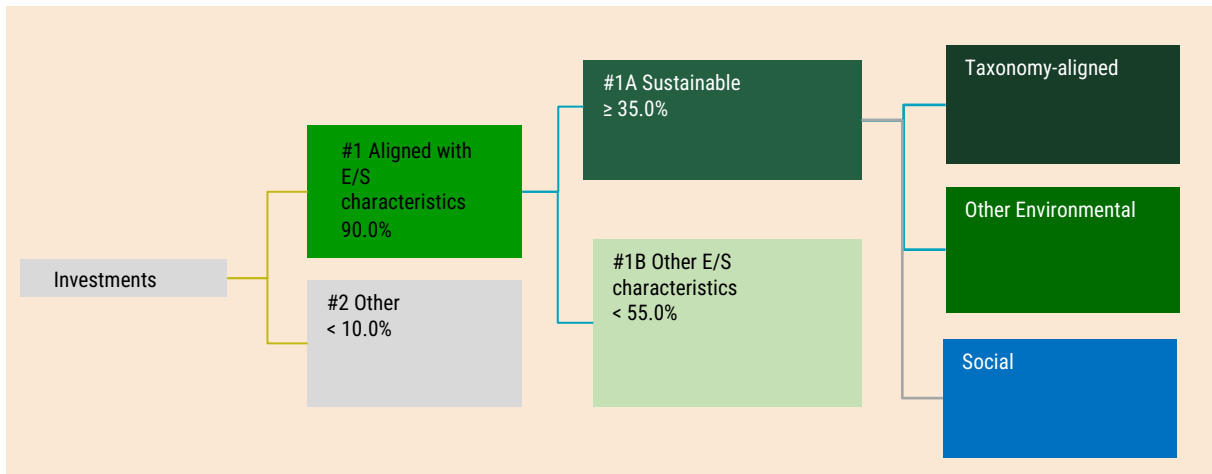 Investments
#1 Aligned with
E/S
characteristics
90.0%
#2 Other
< 10.0%
#1A Sustainable
≥ 35.0%
#1B Other E/S
characteristics
< 55.0%
Taxonomy-aligned
Other Environmental
Social